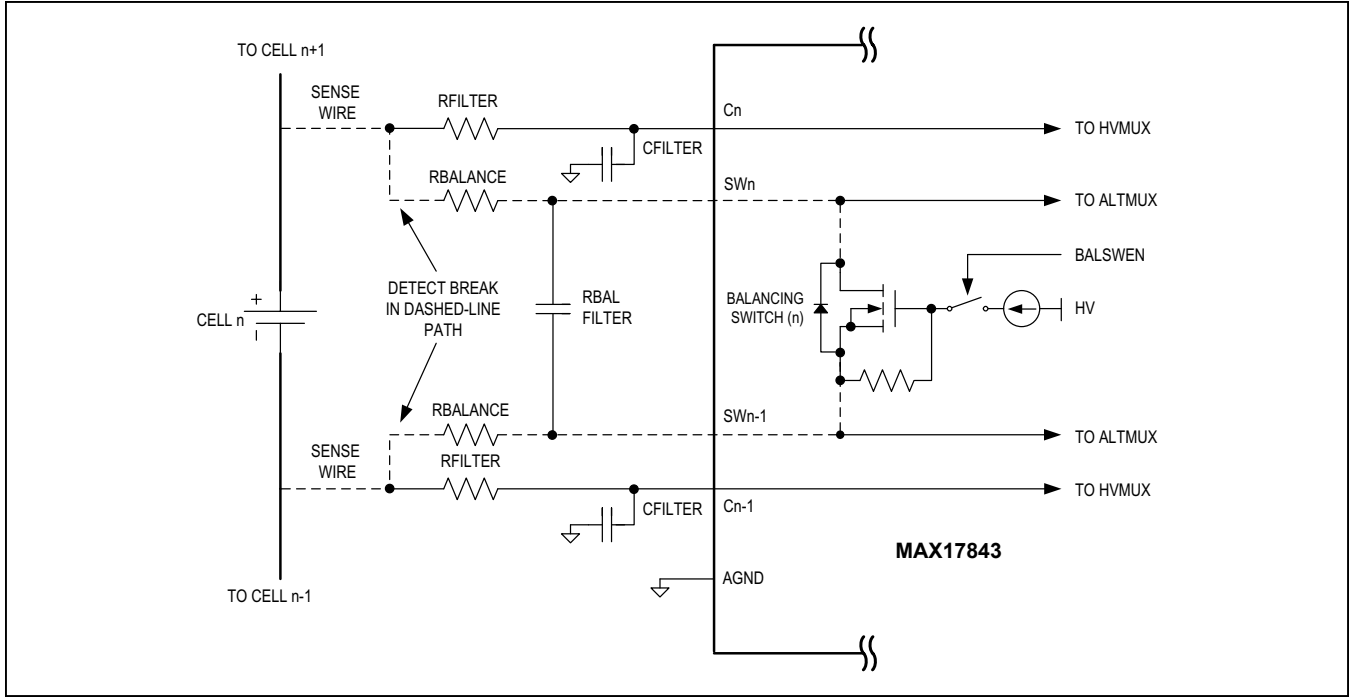 TO CELL n+1
SENSE
WIRE
RFILTER
Cn
TO HVMUX
CFILTER
RBALANCE
SWn
TO ALTMUX
BALSWEN
DETECT BREAK
IN DASHED-LINE
PATH
RBAL
FILTER
BALANCING
SWITCH (n)
HV
+
CELL n
–
RBALANCE
SWn-1
TO ALTMUX
SENSE
WIRE
RFILTER
TO HVMUX
CFILTER
Cn-1
MAX17843
AGND
TO CELL n-1